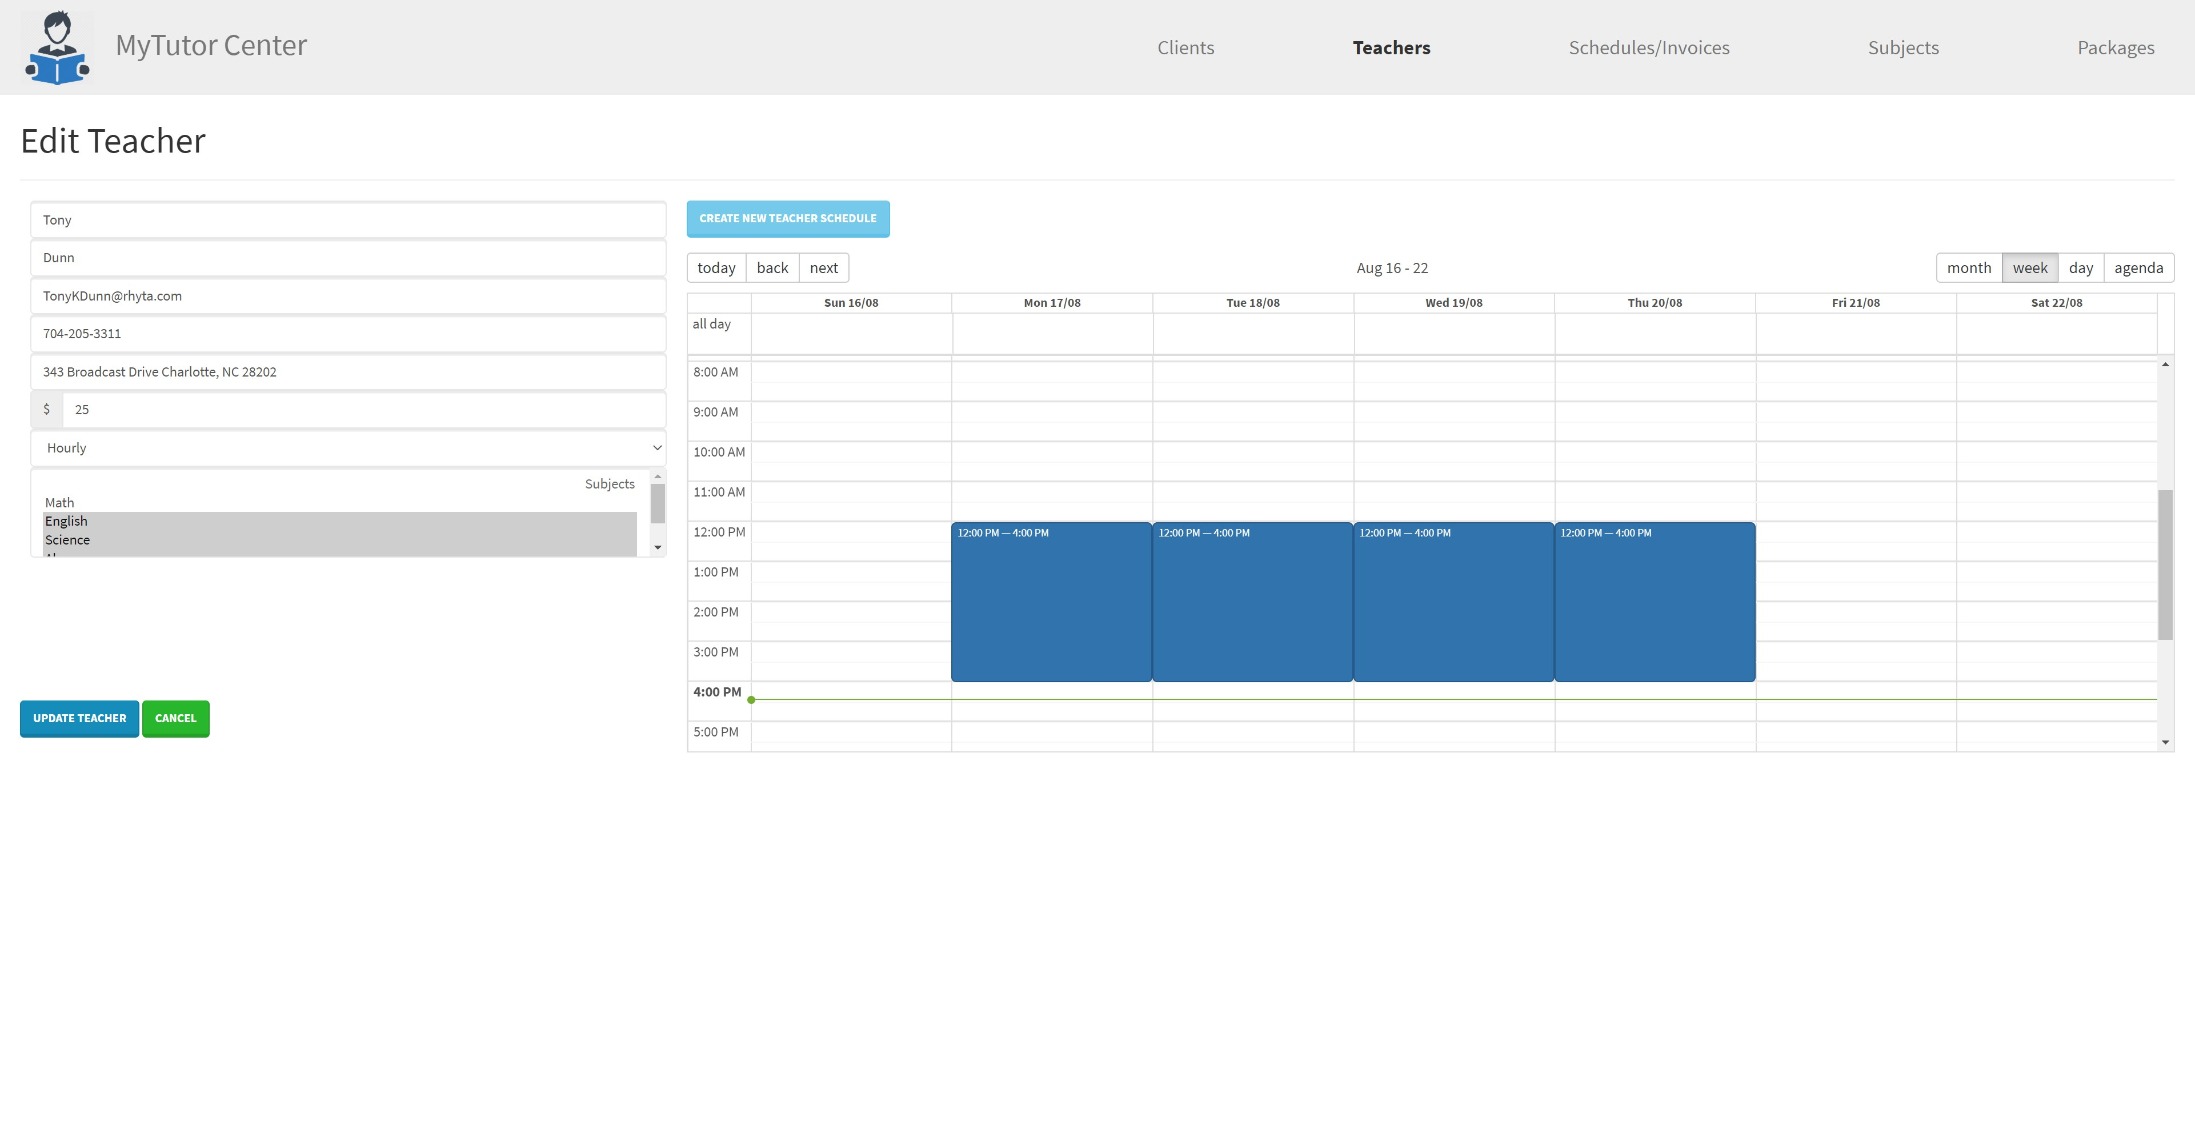 MyTutor Center
Clients
Teachers
Schedules/Invoices
Subjects
Packages
Edit Teacher
Tony
Dunn
TonyKDunn@rhyta.com
704-205-3311
343 Broadcast Drive Charlotte, NC 28202
$ 25
Hourly
Subjects
Math
English
Science
UPDATE TEACHER
CANCEL
CREATE NEW TEACHER SCHEDULE
today back next
Aug 16 - 22
month week day agenda
Sun 16/08 Mon 17/08 Tue 18/08 Wed 19/08 Thu 20/08 Fri 21/08 Sat 22/08
all day
8:00 AM
9:00 AM
10:00 AM
11:00 AM
12:00 PM
12:00 PM — 4:00 PM 12:00 PM — 4:00 PM 12:00 PM — 4:00 PM 12:00 PM — 4:00 PM
1:00 PM
2:00 PM
3:00 PM
4:00 PM
5:00 PM